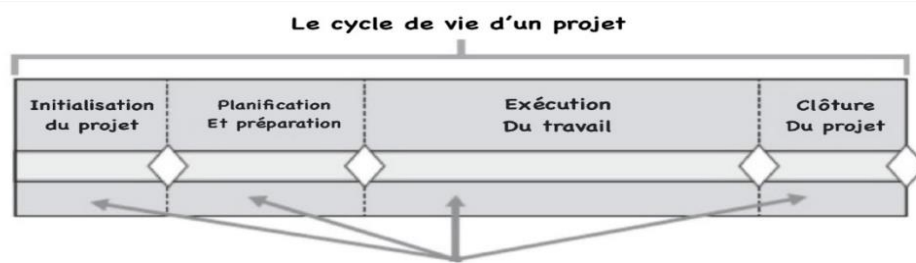 Le cycle de vie d'un projet
Initialisation
du projet
Planification
Et préparation
Exécution
Du travail
Clôture
Du projet